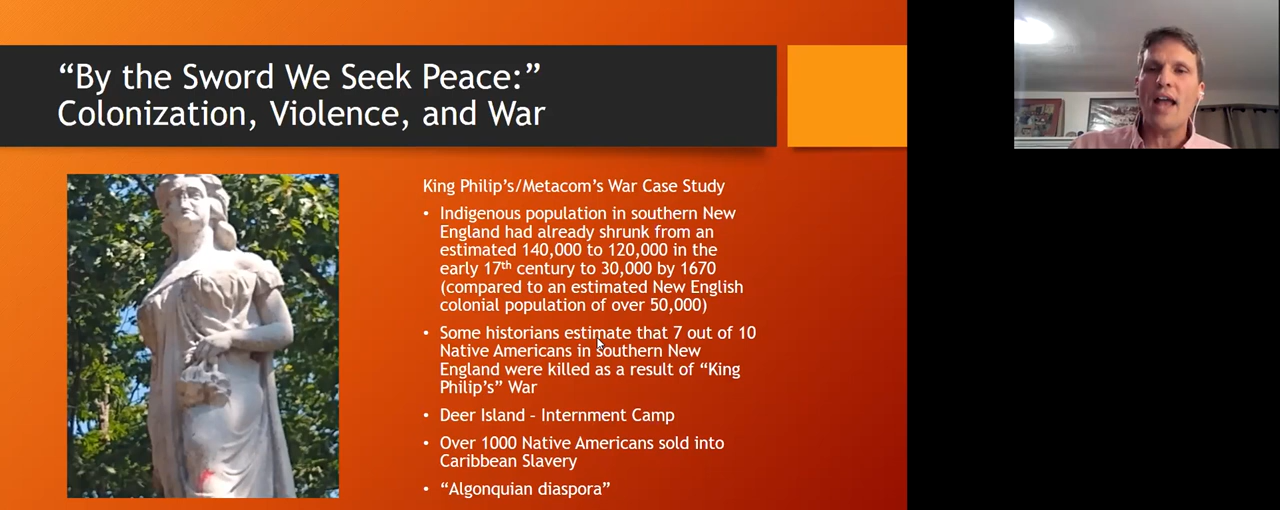 “By the Sword We Seek Peace:”
Colonization, Violence, and War
King Philip’s/Metacom’s War Case Study
• Indigenous population in southern New
England had already shrunk from an
estimated 140,000 to 120,000 in the
early 17th century to 30,000 by 1670
(compared to an estimated New English
colonial population of over 50,000)
• Some historians estimate that 7 out of 10
Native Americans in southern New
England were killed as a result of “King
Philip’s” War
• Deer Island - Internment Camp
• Over 1000 Native Americans sold into
Caribbean Slavery
• “Algonquian diaspora”